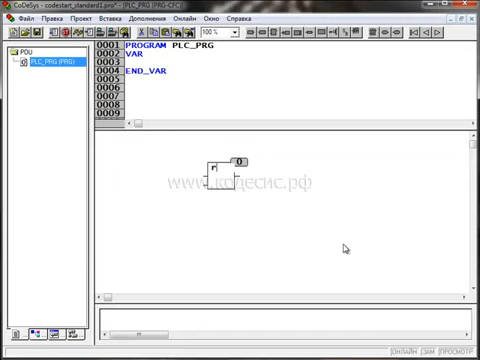 CoDeSys - codestart_standard1.pro* - [PLC_PRG (PRG-CFC)]
Файл Правка Проект Вставка Дополнения Онлайн Окно Справка
100 %
POU
PLC_PRG (PRG)
0001 PROGRAM PLC_PRG
0002 VAR
0003
0004 END_VAR
0005
0006
0007
0008
0009
0
r
www.кодесис.рф
ОНЛАЙН ЗАМ ПРОСМОТР